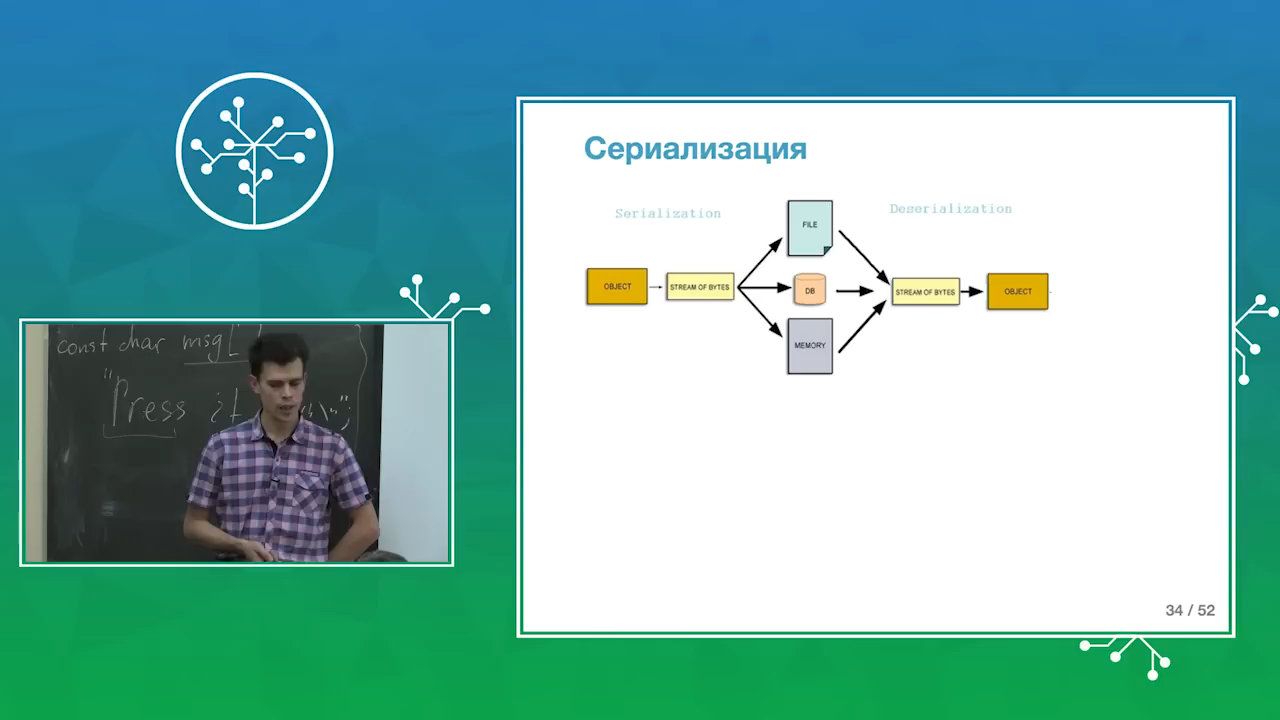 Сериализация
Serialization
Deserialization
FILE
OBJECT
STREAM OF BYTES
DB
STREAM OF BYTES
OBJECT
MEMORY
34 / 52
const char msg[
"Press it